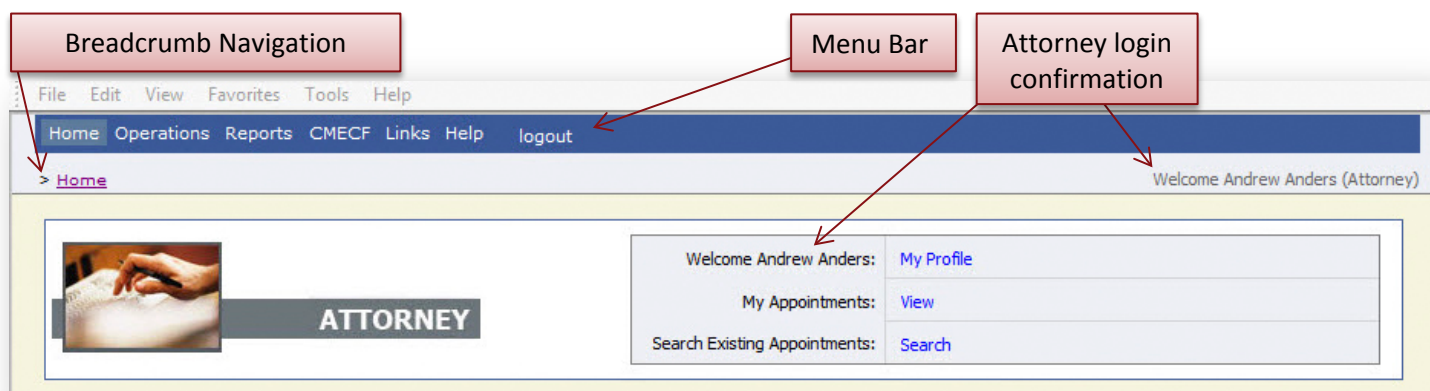 Breadcrumb Navigation
Menu Bar
Attorney login
confirmation
File Edit View Favorites Tools Help
Home Operations Reports CMECF Links Help logout
> Home
Welcome Andrew Anders (Attorney)
ATTORNEY
Welcome Andrew Anders: My Profile
My Appointments: View
Search Existing Appointments: Search